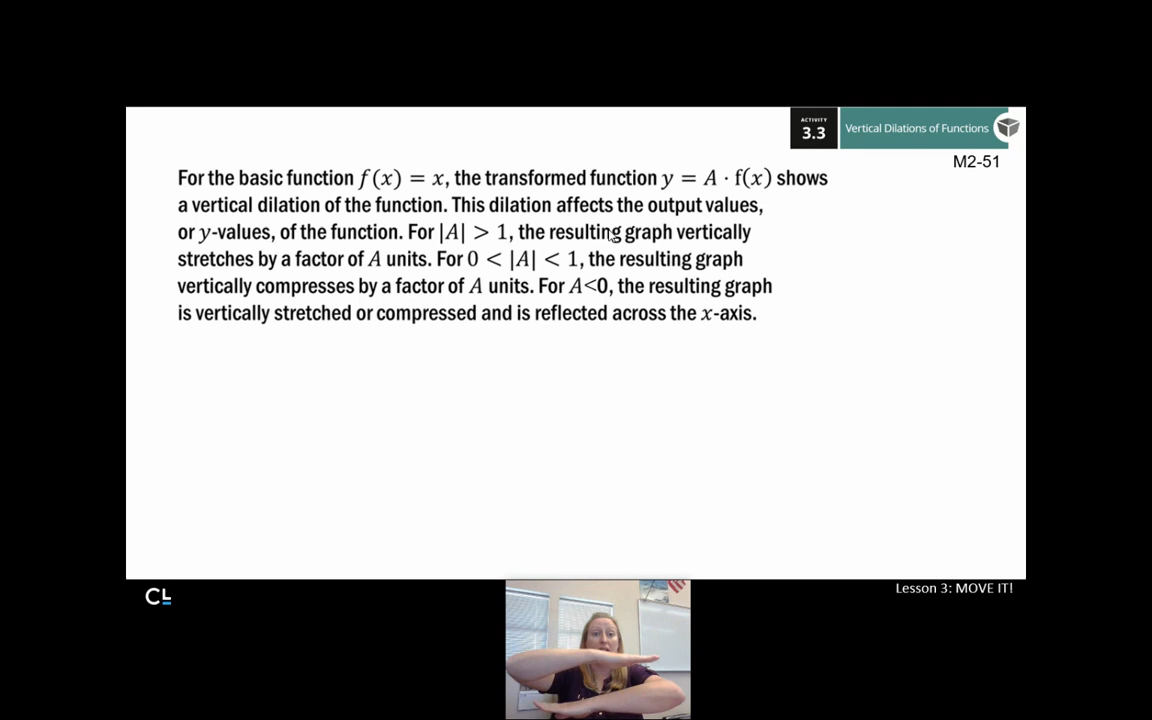 ACTIVITY
3.3
Vertical Dilations of Functions
M2-51
For the basic function f(x) = x, the transformed function y = A · f(x) shows
a vertical dilation of the function. This dilation affects the output values,
or y-values, of the function. For |A| > 1, the resulting graph vertically
stretches by a factor of A units. For 0 < |A| < 1, the resulting graph
vertically compresses by a factor of A units. For A<0, the resulting graph
is vertically stretched or compressed and is reflected across the x-axis.
CL
Lesson 3: MOVE IT!